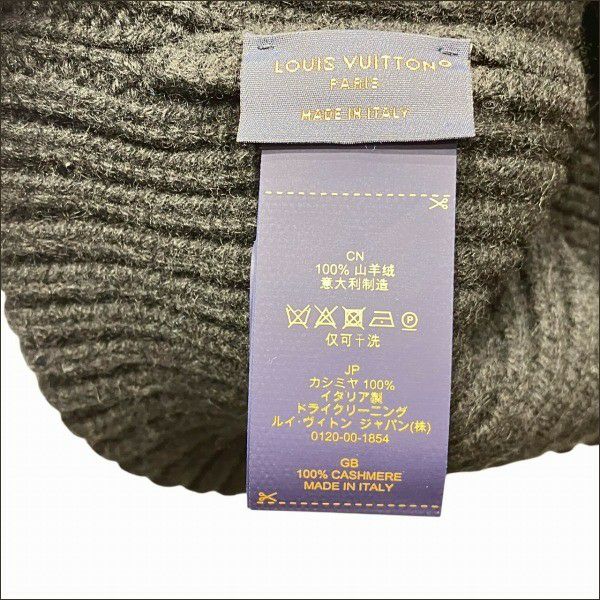 LOUIS VUITTON
PARIS
MADE IN ITALY
CN
100% 山羊绒
意大利制造
P
仅可干洗
JP
カシミヤ 100%
イタリア製
ドライクリーニング
ルイ・ヴィトン ジャパン(株)
0120-00-1854
GB
100% CASHMERE
MADE IN ITALY